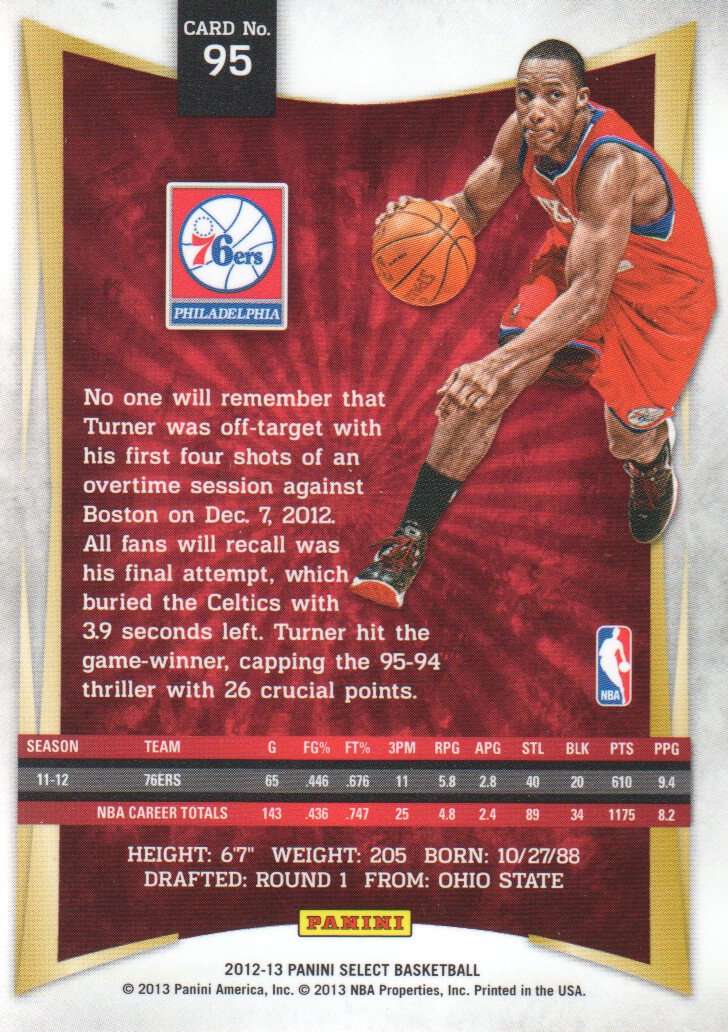 CARD No.
95
76ers
PHILADELPHIA
No one will remember that
Turner was off-target with
his first four shots of an
overtime session against
Boston on Dec. 7, 2012.
All fans will recall was
his final attempt, which
buried the Celtics with
3.9 seconds left. Turner hit the
game-winner, capping the 95-94
thriller with 26 crucial points.
NBA
SEASON TEAM G FG% FT% 3PM RPG APG STL BLK PTS PPG
11-12 76ERS 65 .446 .676 11 5.8 2.8 40 20 610 9.4
NBA CAREER TOTALS 143 .436 .747 25 4.8 2.4 89 34 1175 8.2
HEIGHT: 6'7" WEIGHT: 205 BORN: 10/27/88
DRAFTED: ROUND 1 FROM: OHIO STATE
PANINI
2012-13 PANINI SELECT BASKETBALL
© 2013 Panini America, Inc. © 2013 NBA Properties, Inc. Printed in the USA.